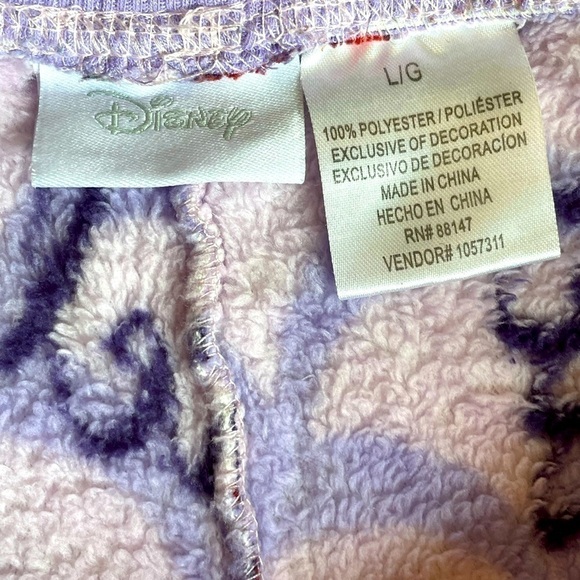 Disney
L/G
100% POLYESTER / POLIÉSTER
EXCLUSIVE OF DECORATION
EXCLUSIVO DE DECORACÍON
MADE IN CHINA
HECHO EN CHINA
RN# 88147
VENDOR# 1057311